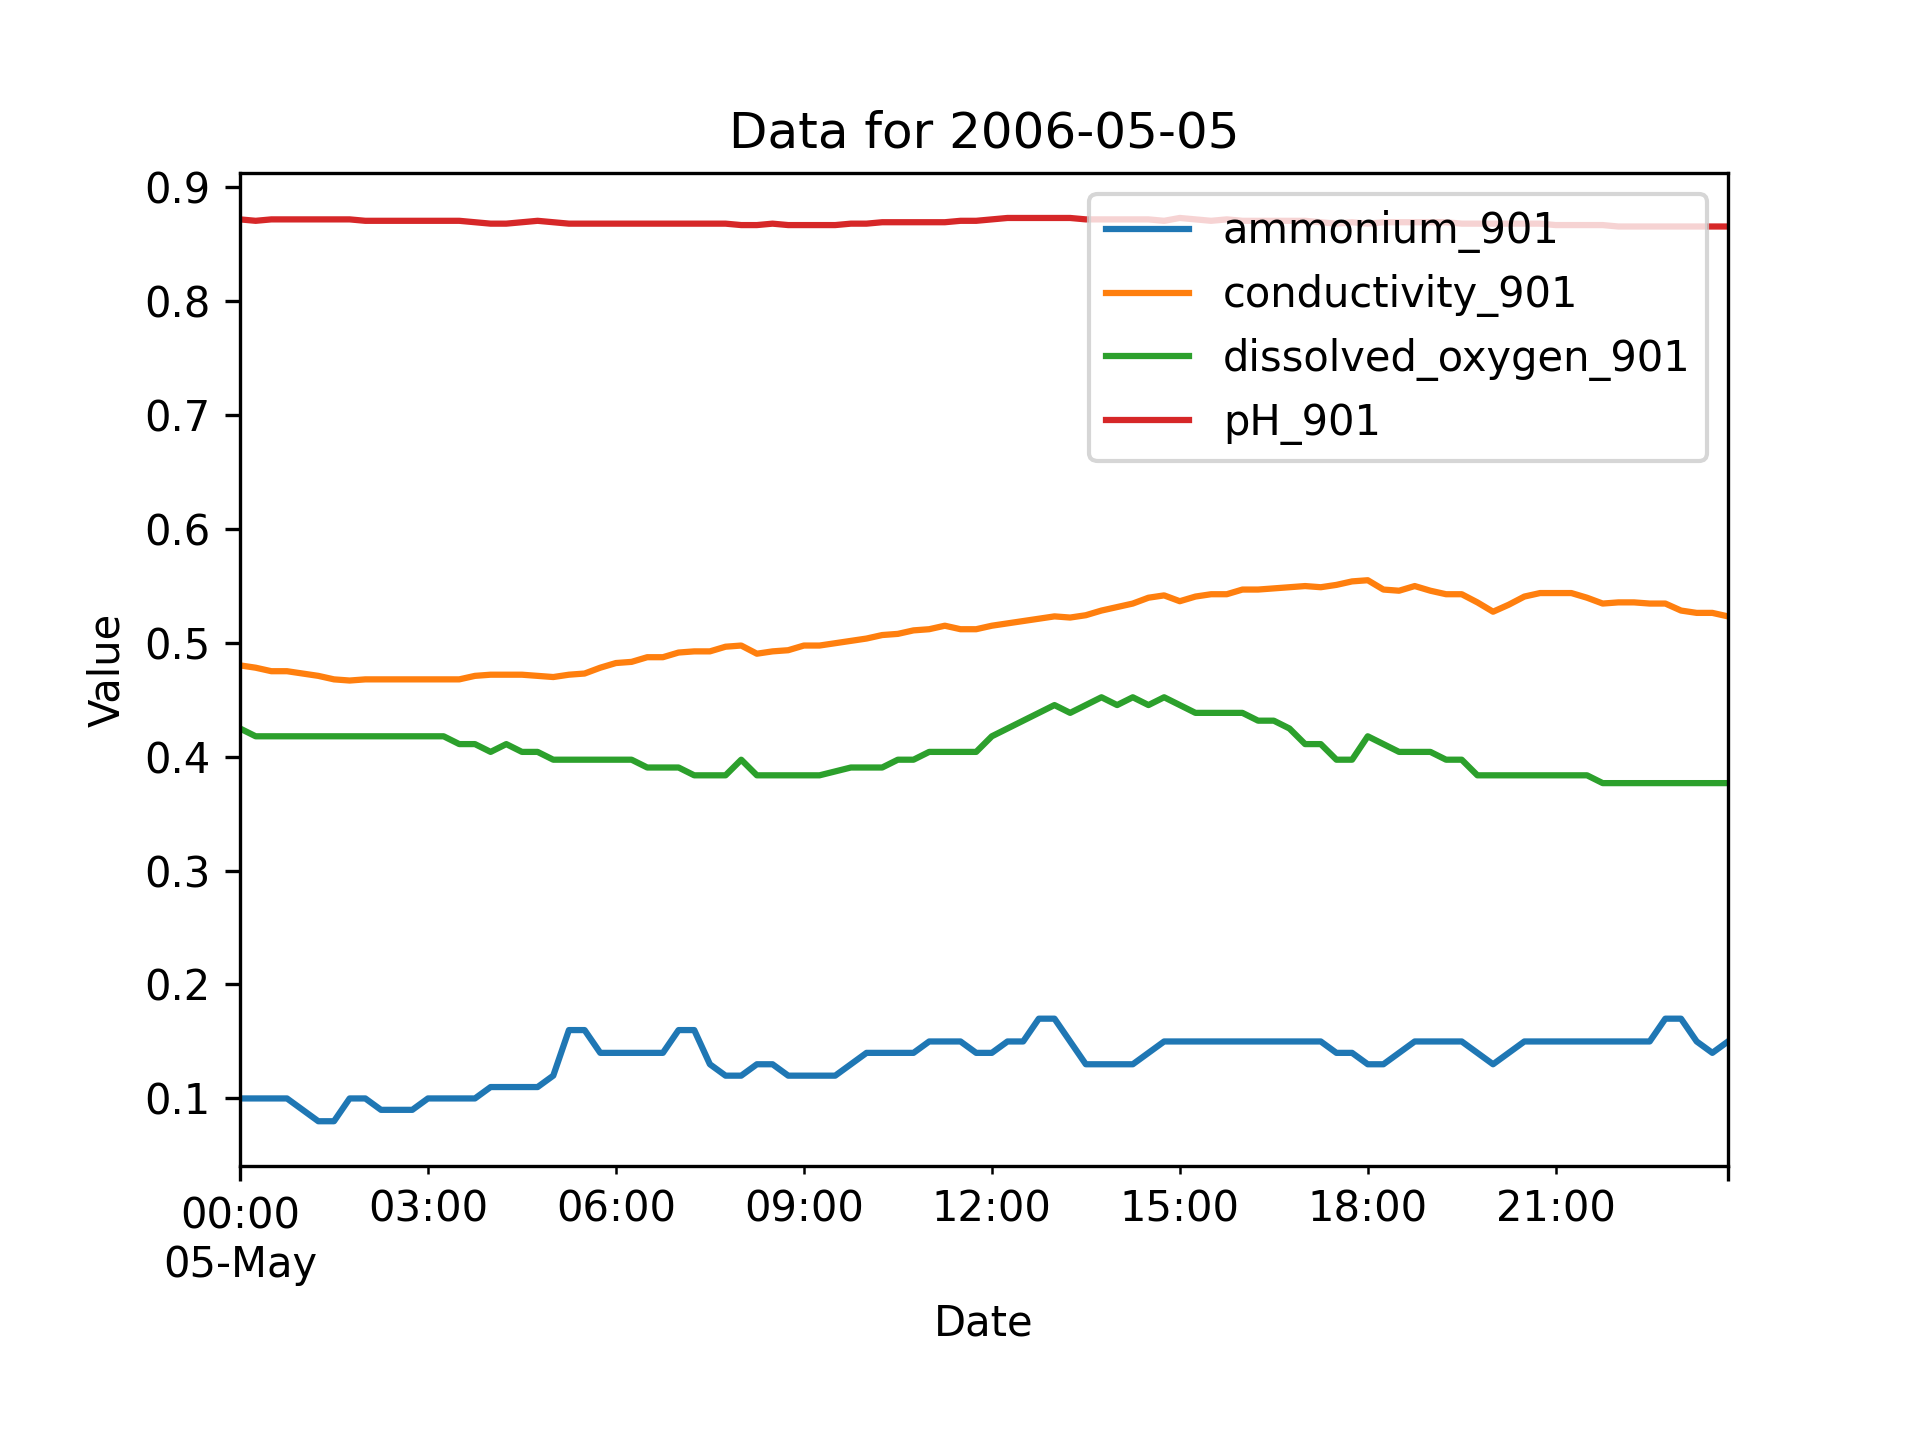 Data for 2006-05-05
0.9
0.8
0.7
0.6
0.5
0.4
0.3
0.2
0.1
Value
ammonium_901
conductivity_901
dissolved_oxygen_901
pH_901
00:00 03:00 06:00 09:00 12:00 15:00 18:00 21:00
05-May
Date